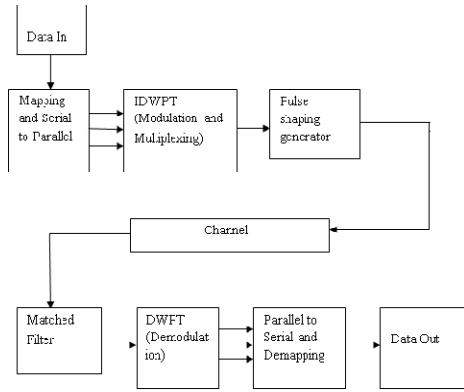 Data In
Mapping
and Serial
to Parallel
IDWPT
(Modulation and
Multiplexing)
Pulse
shaping
generator
Channel
Matched
Filter
DWPT
(Demodulat
ion)
Parallel to
Serial and
Demapping
Data Out